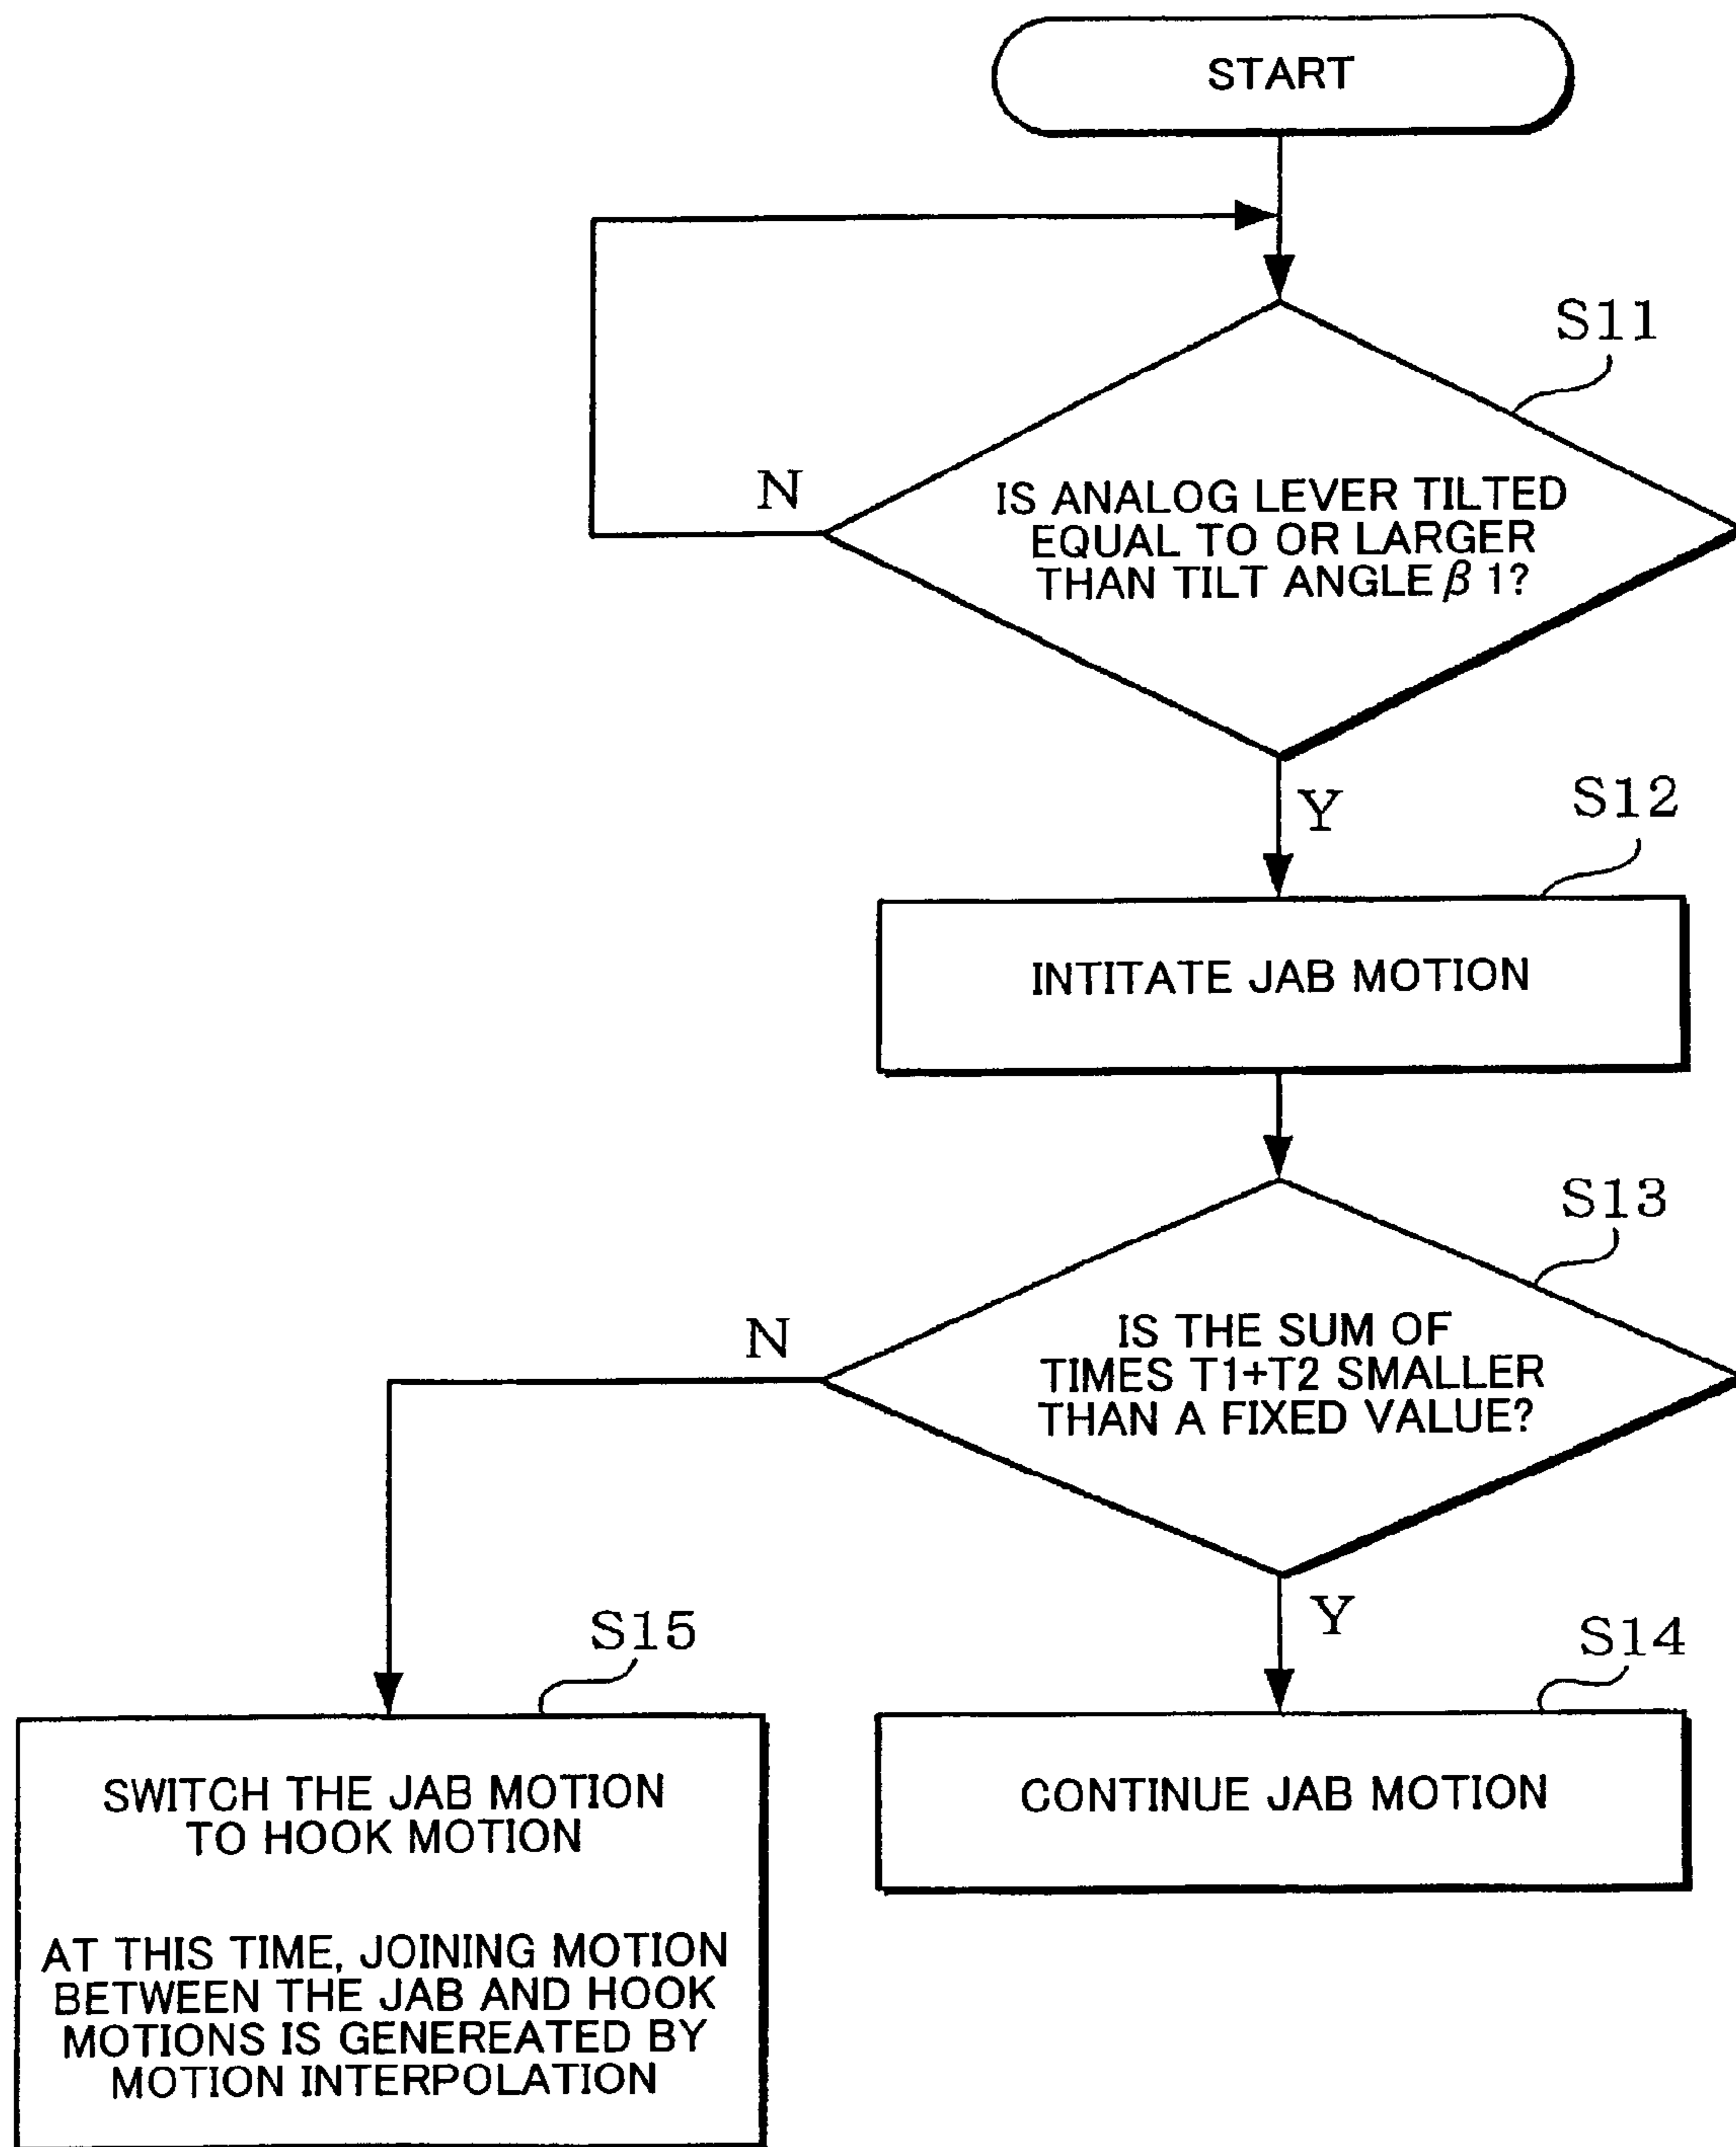 START
S11
N
IS ANALOG LEVER TILTED
EQUAL TO OR LARGER
THAN TILT ANGLE β 1?
Y
S12
INTITATE JAB MOTION
S13
N
IS THE SUM OF
TIMES T1+T2 SMALLER
THAN A FIXED VALUE?
Y
S15
S14
SWITCH THE JAB MOTION
TO HOOK MOTION
AT THIS TIME, JOINING MOTION
BETWEEN THE JAB AND HOOK
MOTIONS IS GENEREATED BY
MOTION INTERPOLATION
CONTINUE JAB MOTION